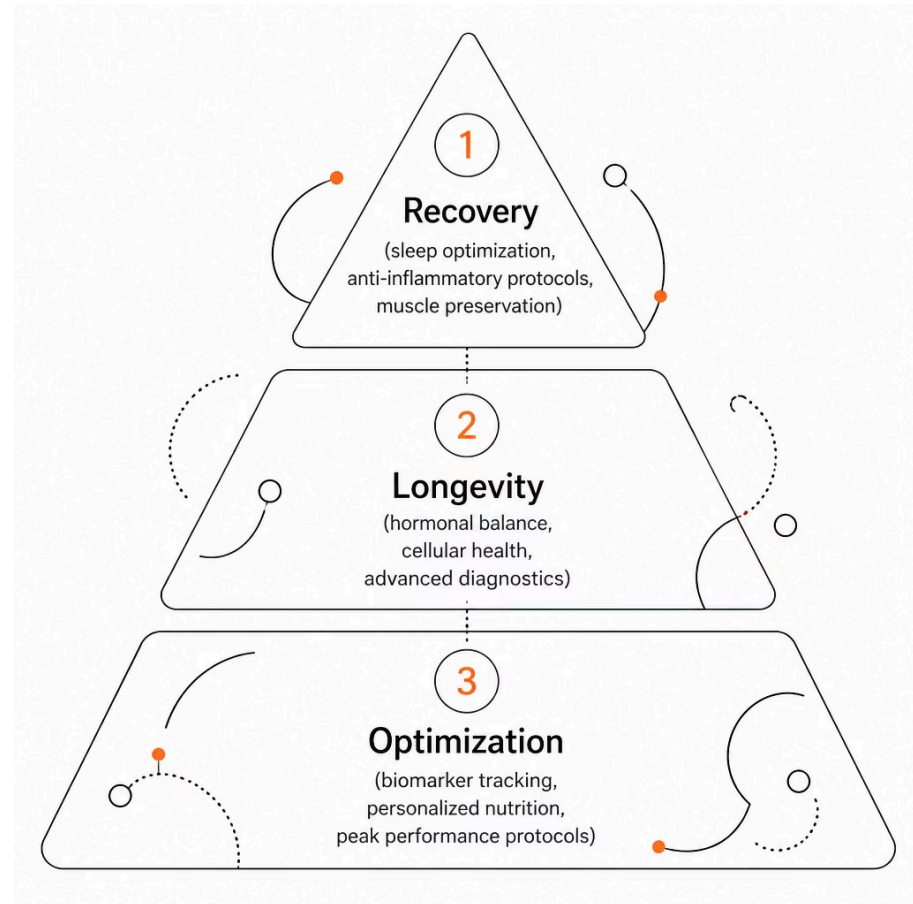 1
Recovery
(sleep optimization,
anti-inflammatory protocols,
muscle preservation)
2
Longevity
(hormonal balance,
cellular health,
advanced diagnostics)
3
Optimization
(biomarker tracking,
personalized nutrition,
peak performance protocols)